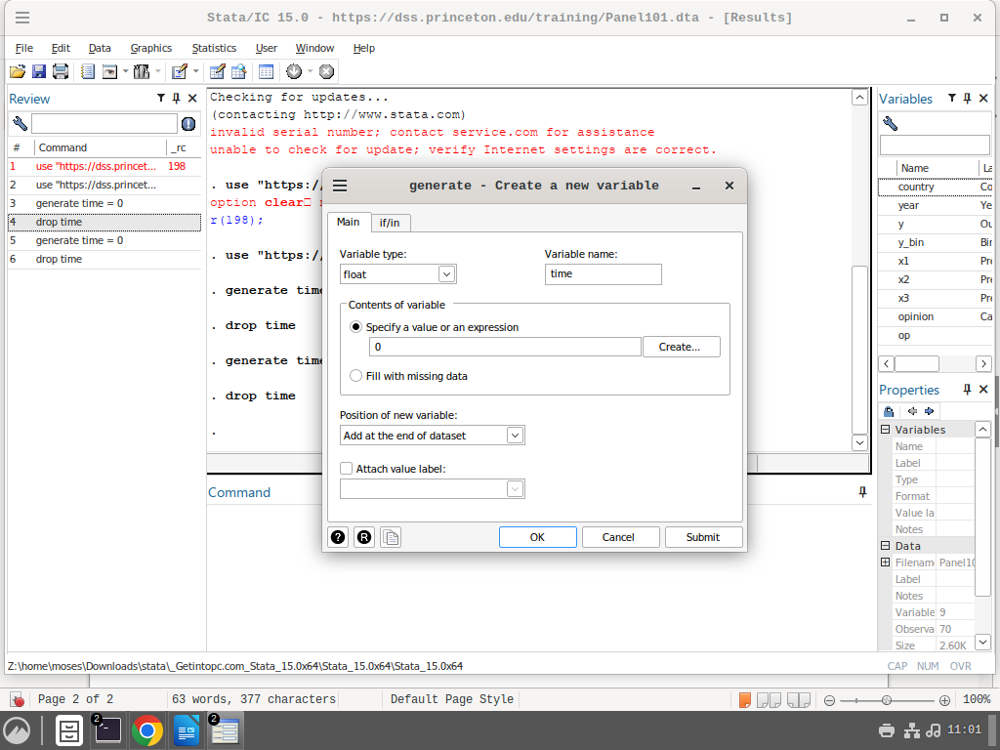 Stata/IC 15.0 - https://dss.princeton.edu/training/Panel101.dta - [Results]
File Edit Data Graphics Statistics User Window Help
Review
# Command _rc
1 use "https://dss.princet... 198
2 use "https://dss.princet...
3 generate time = 0
4 drop time
5 generate time = 0
6 drop time
Checking for updates...
(contacting http://www.stata.com)
invalid serial number; contact service.com for assistance
unable to check for update; verify Internet settings are correct.
. use "https:/
option clear
r(198);
. use "https:/
. generate time
. drop time
. generate time
. drop time
.
Command
generate - Create a new variable
Main if/in
Variable type: Variable name:
float time
Contents of variable
Specify a value or an expression
0 Create...
Fill with missing data
Position of new variable:
Add at the end of dataset
Attach value label:
? R OK Cancel Submit
Variables
Name La
country Co
year Ye
y Ou
y_bin Bin
x1 Pre
x2 Pre
x3 Pre
opinion Ca
op
Properties
Variables
Name
Label
Type
Format
Value la
Notes
Data
Filename Panel10
Label
Notes
Variable 9
Observa 70
Size 2.60K
Z:\home\moses\Downloads\stata\_Getintopc.com_Stata_15.0x64\Stata_15.0x64\Stata_15.0x64
CAP NUM OVR
Page 2 of 2 63 words, 377 characters Default Page Style 100%
2 2 11:01